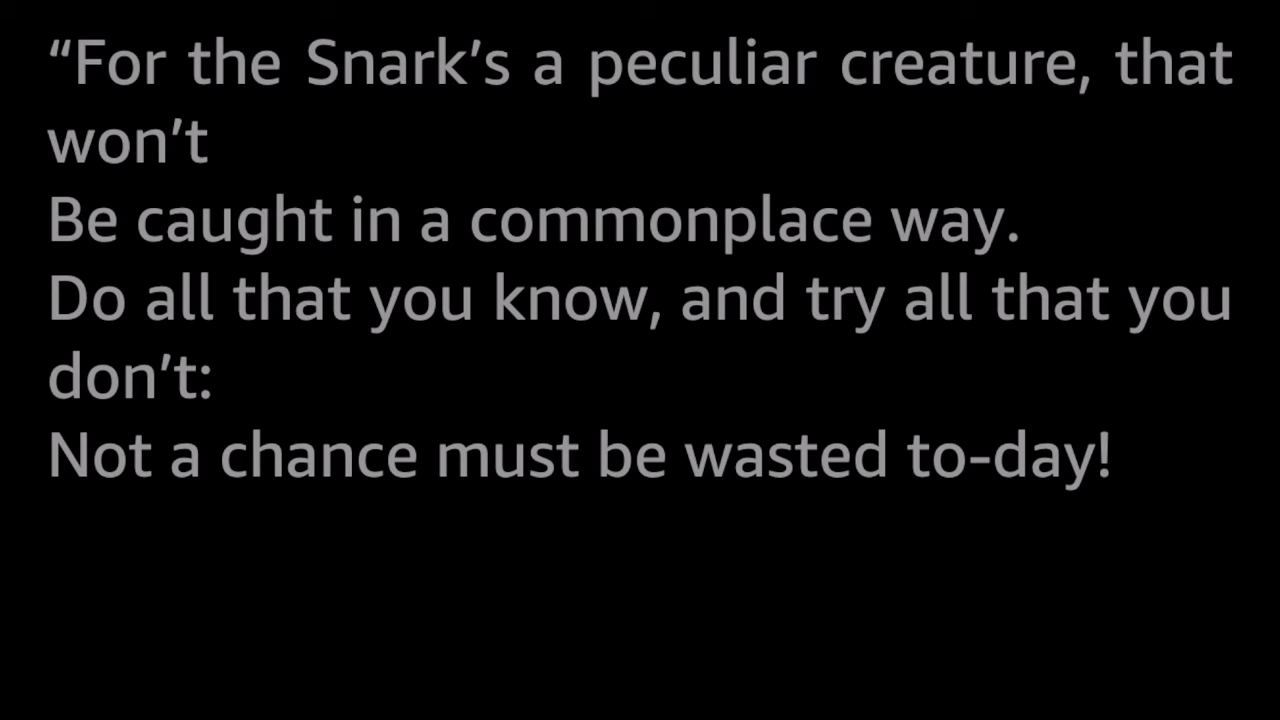 “For the Snark’s a peculiar creature, that
won’t
Be caught in a commonplace way.
Do all that you know, and try all that you
don’t:
Not a chance must be wasted to-day!